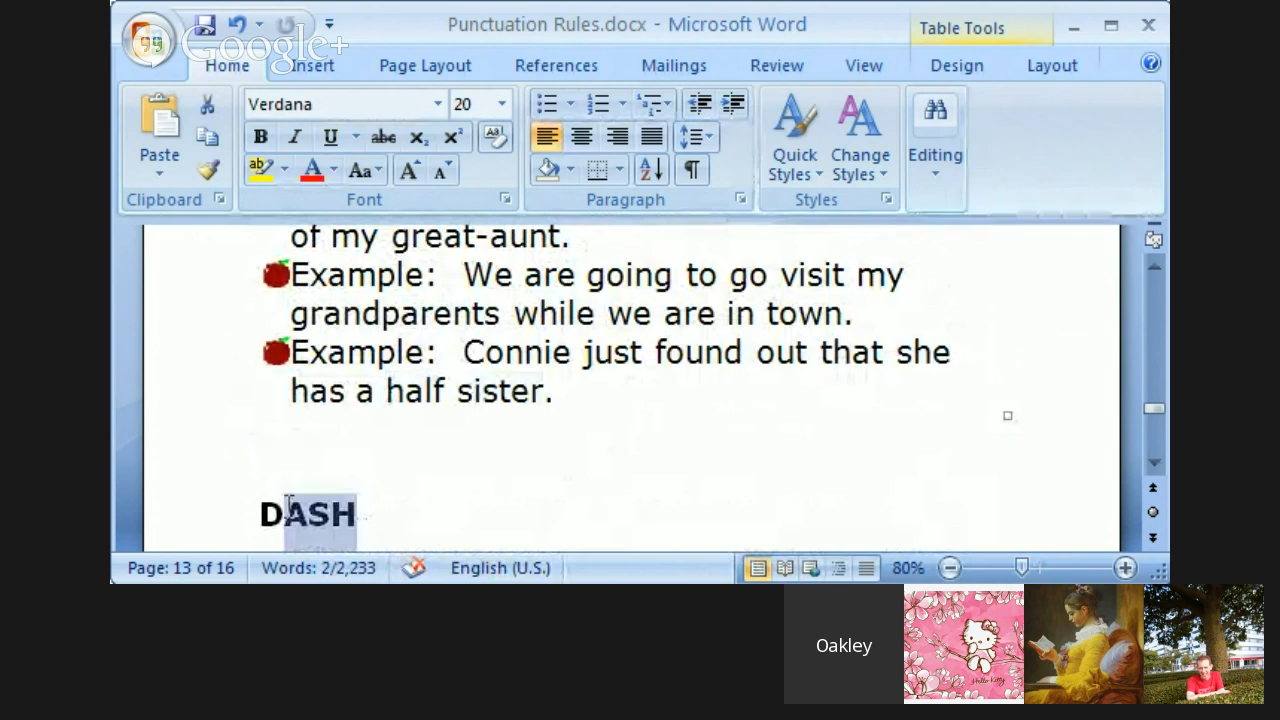 Punctuation Rules.docx - Microsoft Word
Table Tools
Google+
Home Insert Page Layout References Mailings Review View Design Layout
Verdana 20
Paste
Quick Styles
Change Styles
Editing
Clipboard Font Paragraph Styles
of my great-aunt.
Example: We are going to go visit my
grandparents while we are in town.
Example: Connie just found out that she
has a half sister.
DASH
Page: 13 of 16 Words: 2/2,233 English (U.S.) 80%
Oakley
Hello Kitty